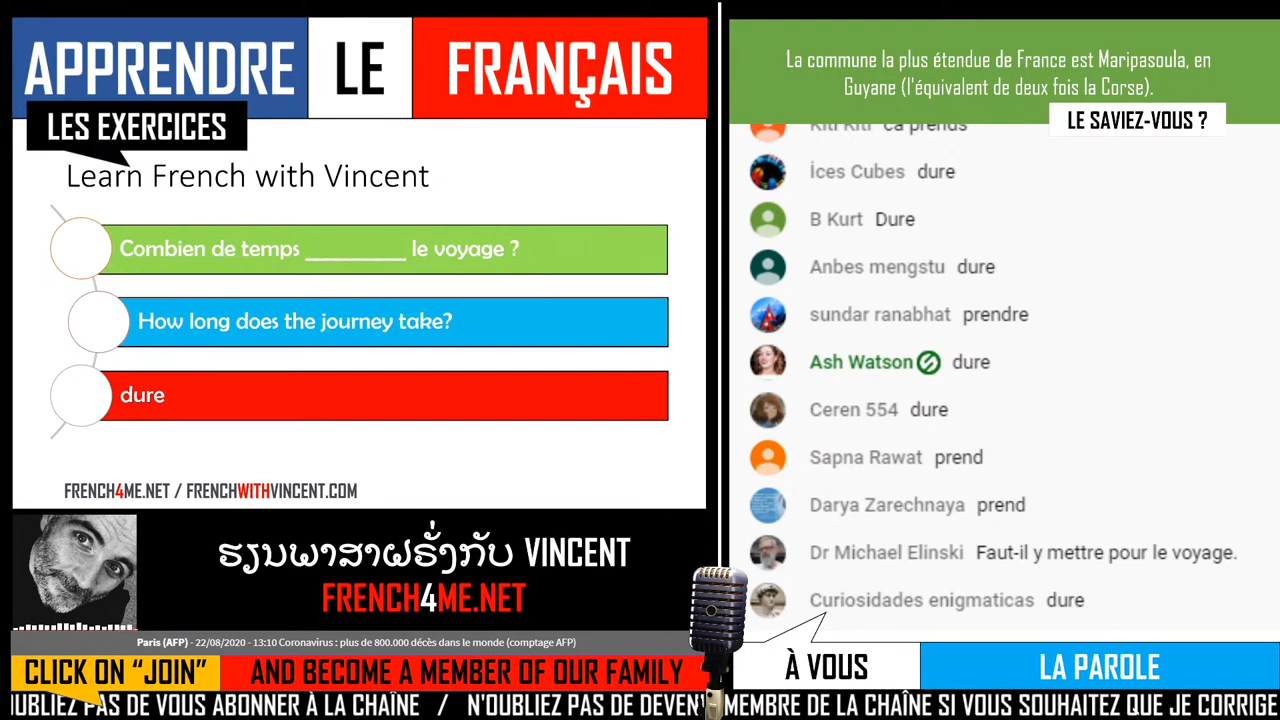 APPRENDRE LE FRANÇAIS
LES EXERCICES
Learn French with Vincent
Combien de temps __________ le voyage ?
How long does the journey take?
dure
FRENCH4ME.NET / FRENCHWITHVINCENT.COM
ຮຽນພາສາຝຣັ່ງກັບ VINCENT
FRENCH4ME.NET
Paris (AFP) - 22/08/2020 - 13:10 Coronavirus : plus de 800.000 décès dans le monde (comptage AFP)
CLICK ON “JOIN” AND BECOME A MEMBER OF OUR FAMILY
La commune la plus étendue de France est Maripasoula, en
Guyane (l'équivalent de deux fois la Corse).
LE SAVIEZ-VOUS ?
Kiti Kiti ca prends
İces Cubes dure
B Kurt Dure
Anbes mengstu dure
sundar ranabhat prendre
Ash Watson dure
Ceren 554 dure
Sapna Rawat prend
Darya Zarechnaya prend
Dr Michael Elinski Faut-il y mettre pour le voyage.
Curiosidades enigmaticas dure
À VOUS LA PAROLE
OUBLIEZ PAS DE VOUS ABONNER À LA CHAÎNE / N'OUBLIEZ PAS DE DEVEN MEMBRE DE LA CHAÎNE SI VOUS SOUHAITEZ QUE JE CORRIGE